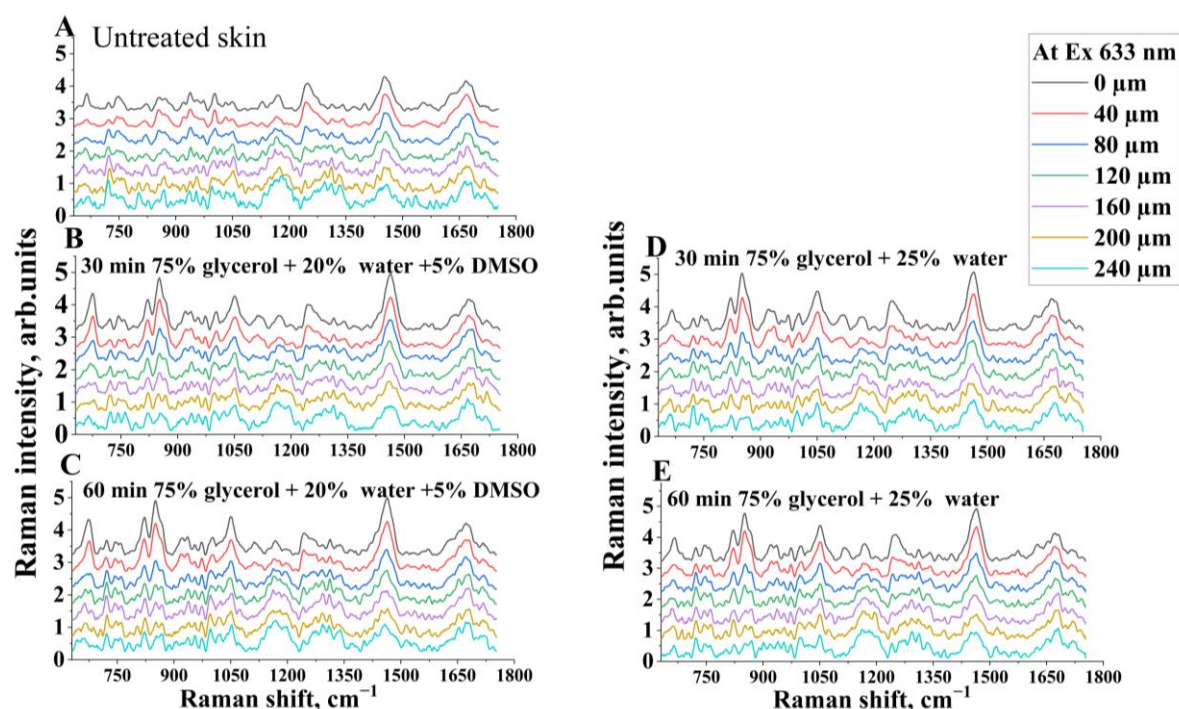 A
Untreated skin
5
4
3
2
1
0
750 900 1050 1200 1350 1500 1650 1800
At Ex 633 nm
0 µm
40 µm
80 µm
120 µm
160 µm
200 µm
240 µm
B
30 min 75% glycerol + 20% water +5% DMSO
5
4
3
2
1
0
750 900 1050 1200 1350 1500 1650 1800
D
30 min 75% glycerol + 25% water
5
4
3
2
1
0
750 900 1050 1200 1350 1500 1650 1800
C
60 min 75% glycerol + 20% water +5% DMSO
5
4
3
2
1
0
750 900 1050 1200 1350 1500 1650 1800
E
60 min 75% glycerol + 25% water
5
4
3
2
1
0
750 900 1050 1200 1350 1500 1650 1800
Raman intensity, arb.units
Raman intensity, arb.units
Raman shift, cm⁻¹
Raman shift, cm⁻¹